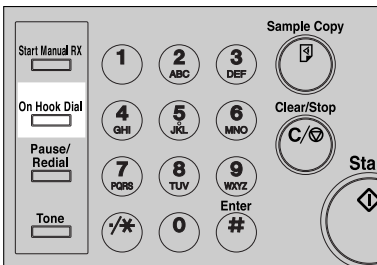 Sample Copy
Start Manual RX
1
2
ABC
3
DEF
On Hook Dial
4
GHI
5
JKL
6
MNO
Clear/Stop
C/
Pause/
Redial
7
PQRS
8
TUV
9
WXYZ
Sta
Tone
./*
0
Enter
#